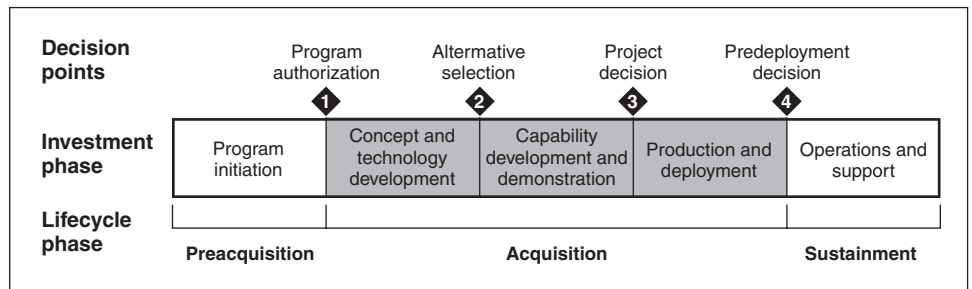 Decision
points
Program
authorization
Altermative
selection
Project
decision
Predeployment
decision
1
2
3
4
Investment
phase
Program
initiation
Concept and
technology
development
Capability
development and
demonstration
Production and
deployment
Operations and
support
Lifecycle
phase
Preacquisition
Acquisition
Sustainment